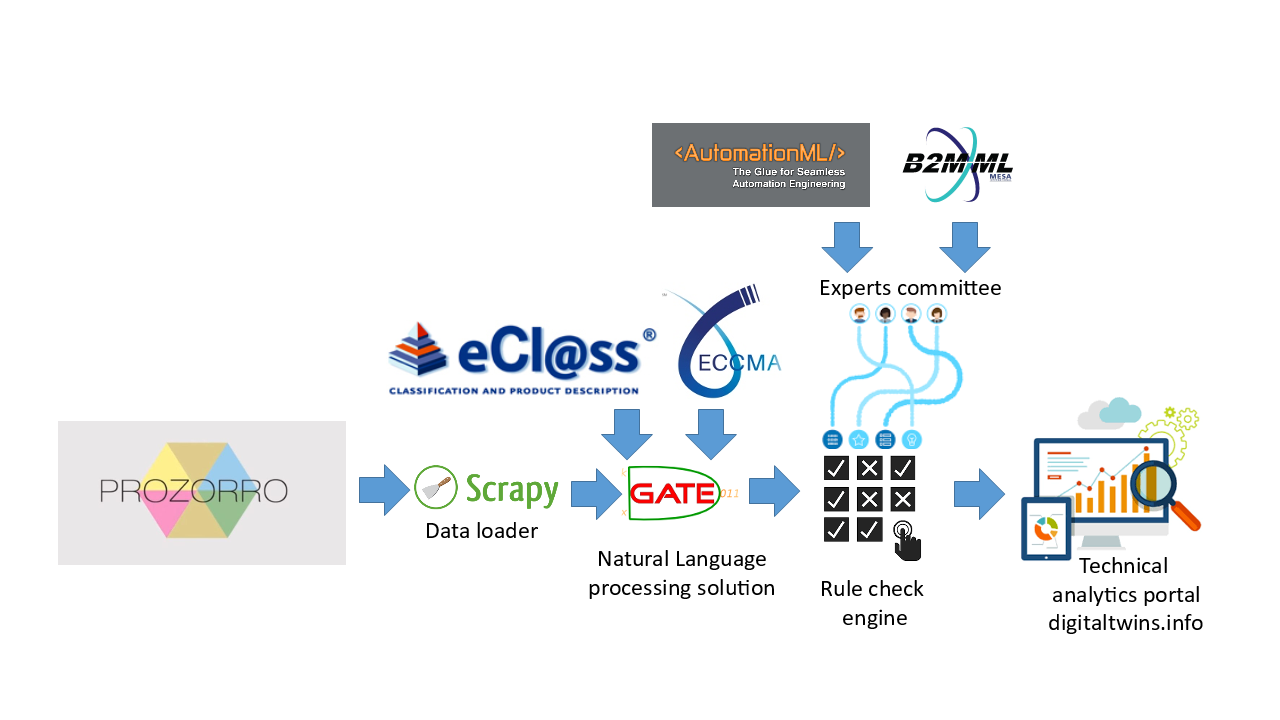 <AutomationML/>
The Glue for Seamless
Automation Engineering
B2MML
MESA
Experts committee
eCl@ss®
CLASSIFICATION AND PRODUCT DESCRIPTION
ECCMA
PROZORRO
Scrapy
Data loader
GATE
Natural Language
processing solution
Rule check
engine
Technical
analytics portal
digitaltwins.info